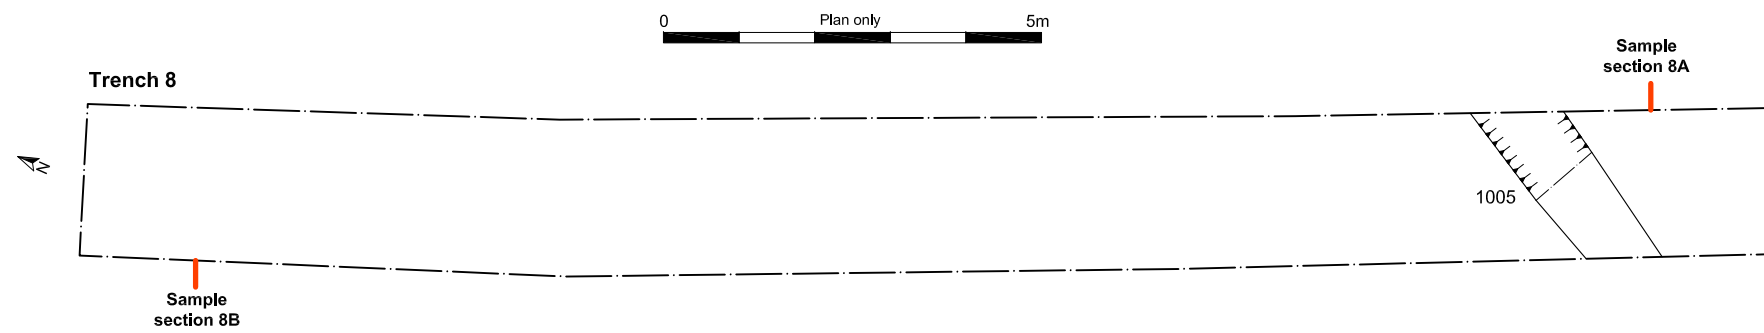 0 Plan only 5m
Sample
section 8A
Trench 8
N
1005
Sample
section 8B